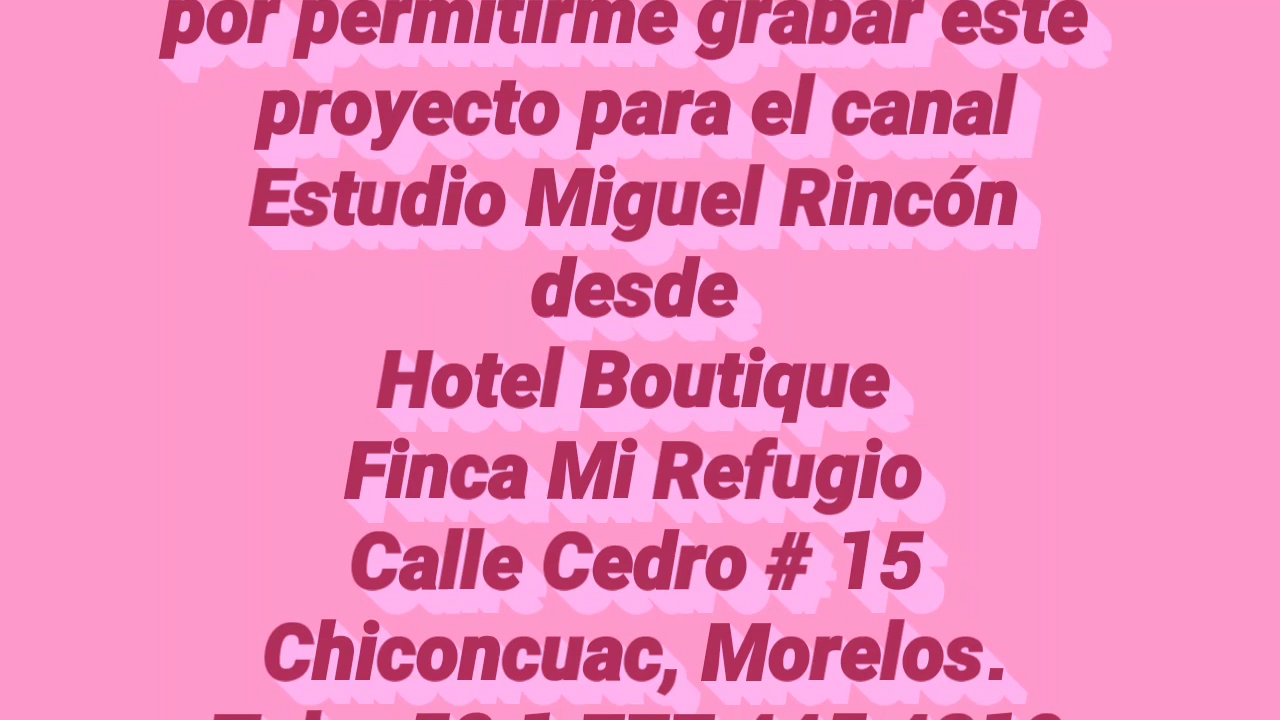 por permitirme grabar este
proyecto para el canal
Estudio Miguel Rincón
desde
Hotel Boutique
Finca Mi Refugio
Calle Cedro # 15
Chiconcuac, Morelos.